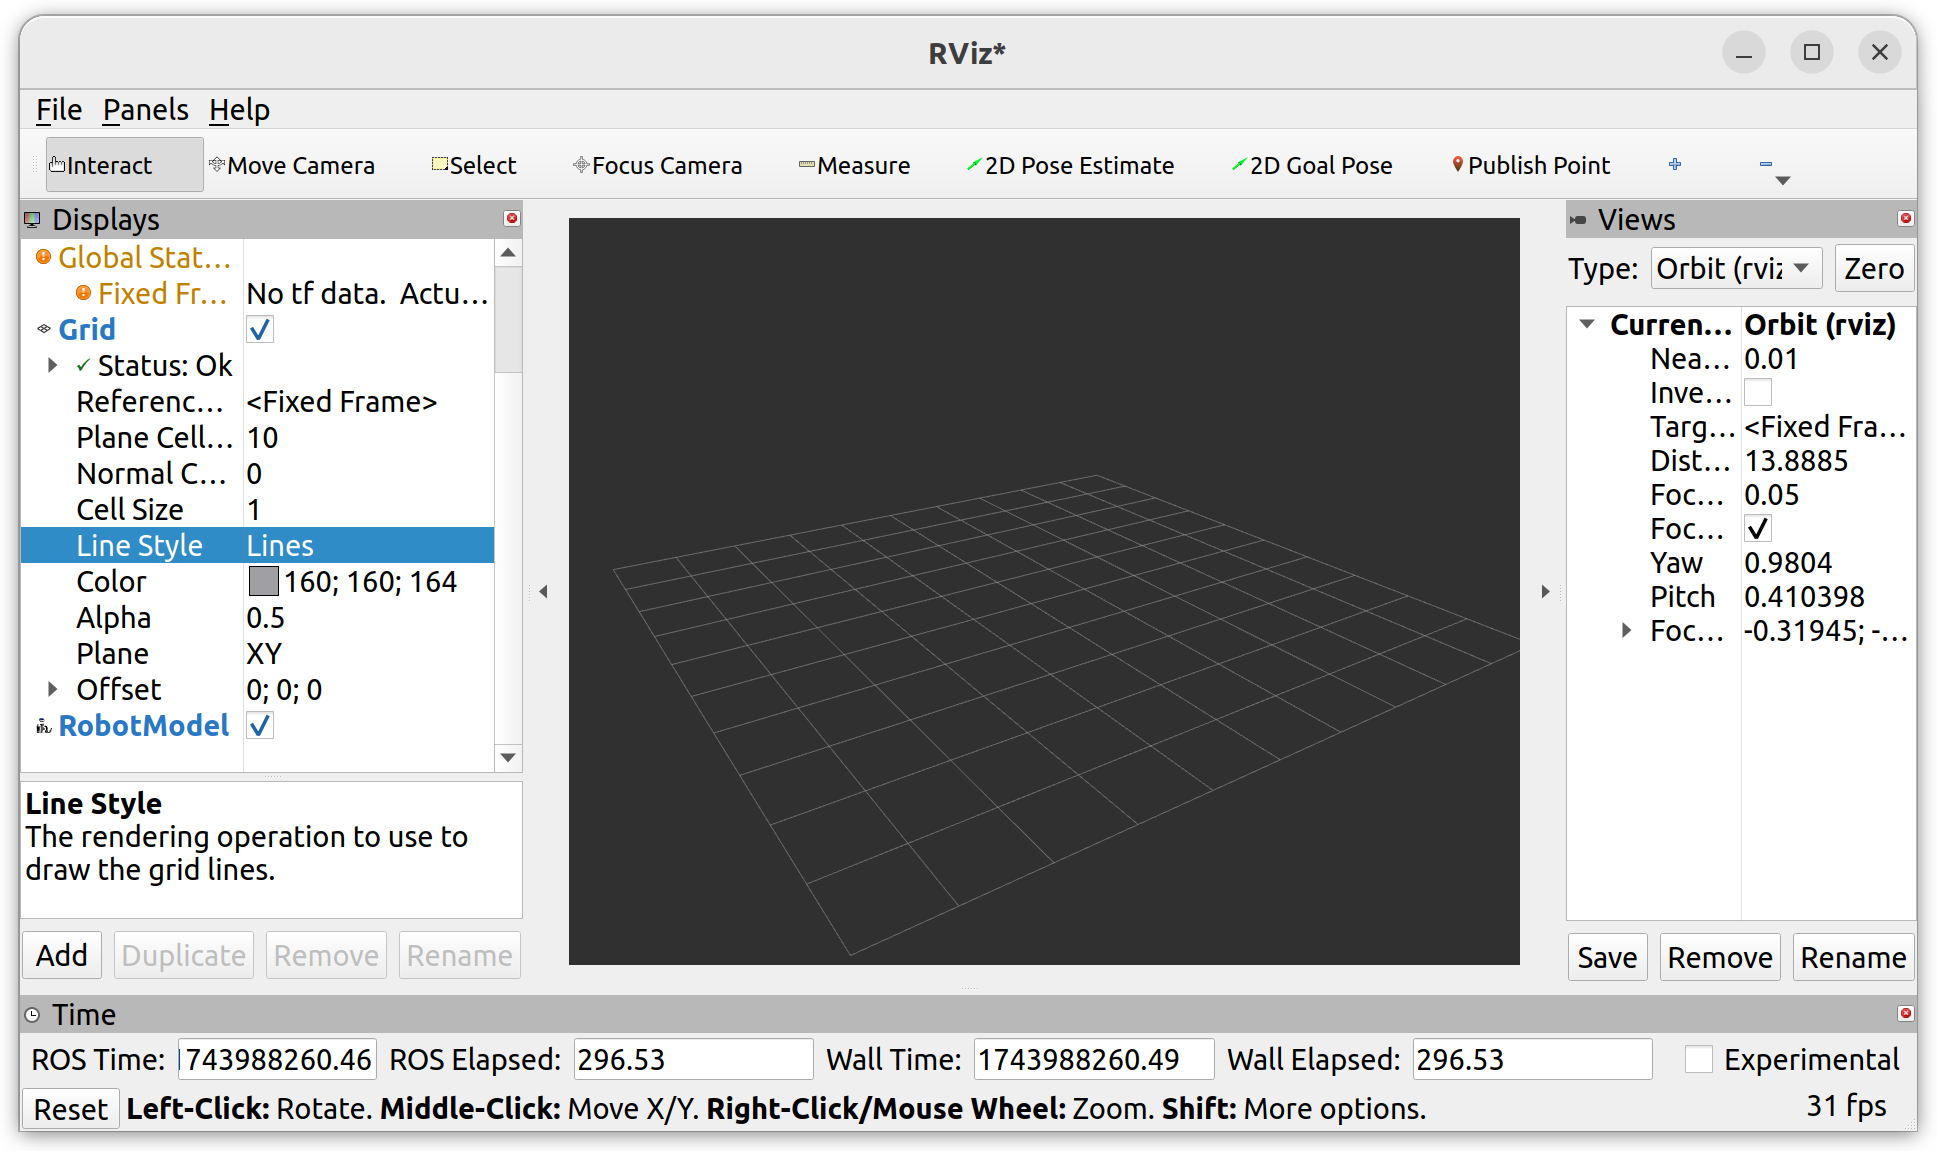 RViz*
File Panels Help
Interact Move Camera Select Focus Camera Measure 2D Pose Estimate 2D Goal Pose Publish Point
Displays
Global Stat...
Fixed Fr... No tf data.  Actu...
Grid
Status: Ok
Referenc... <Fixed Frame>
Plane Cell... 10
Normal C... 0
Cell Size 1
Line Style Lines
Color 160; 160; 164
Alpha 0.5
Plane XY
Offset 0; 0; 0
RobotModel
Line Style
The rendering operation to use to
draw the grid lines.
Add Duplicate Remove Rename
Views
Type: Orbit (rviz Zero
Curren... Orbit (rviz)
Nea... 0.01
Inve...
Targ... <Fixed Fra...
Dist... 13.8885
Foc... 0.05
Foc...
Yaw 0.9804
Pitch 0.410398
Foc... -0.31945; -...
Save Remove Rename
Time
ROS Time: 743988260.46 ROS Elapsed: 296.53 Wall Time: 1743988260.49 Wall Elapsed: 296.53 Experimental
Reset Left-Click: Rotate. Middle-Click: Move X/Y. Right-Click/Mouse Wheel: Zoom. Shift: More options. 31 fps